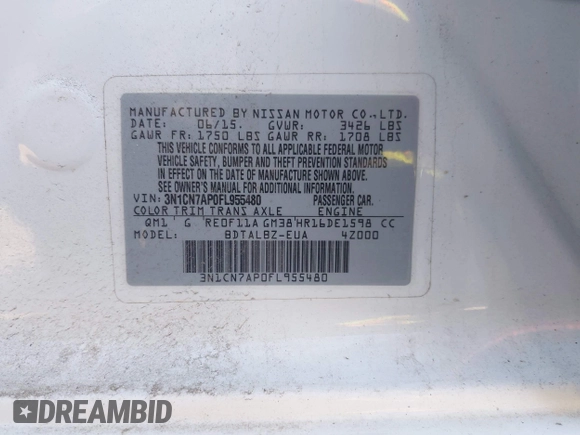 MANUFACTURED BY NISSAN MOTOR CO.,LTD.
DATE: 06/15. GVWR: 3426 LBS
GAWR FR: 1750 LBS GAWR RR: 1708 LBS
THIS VEHICLE CONFORMS TO ALL APPLICABLE FEDERAL MOTOR
VEHICLE SAFETY, BUMPER AND THEFT PREVENTION STANDARDS
IN EFFECT ON THE DATE OF MANUFACTURE SHOWN ABOVE.
SEE OWNER'S MANUAL FOR ADDITIONAL INFORMATION
VIN: 3N1CN7AP0FL955480 PASSENGER CAR.
COLOR TRIM TRANS AXLE ENGINE
QM1 G RE0F11A GM38 HR16DE1598 CC
MODEL: BDTALBZ-EUA 4Z000
3N1CN7AP0FL955480
DREAMBID